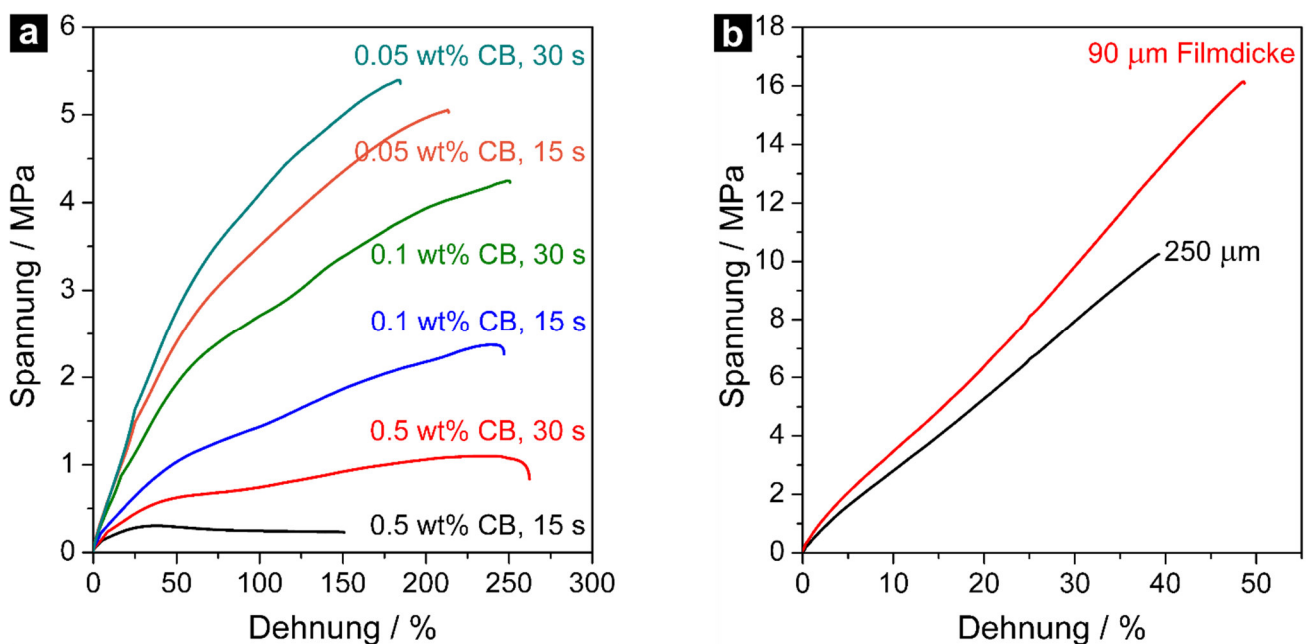 a
6
5
4
3
2
1
0
Spannung / MPa
0.05 wt% CB, 30 s
0.05 wt% CB, 15 s
0.1 wt% CB, 30 s
0.1 wt% CB, 15 s
0.5 wt% CB, 30 s
0.5 wt% CB, 15 s
0 50 100 150 200 250 300
Dehnung / %
b
18
16
14
12
10
8
6
4
2
0
Spannung / MPa
90 µm Filmdicke
250 µm
0 10 20 30 40 50
Dehnung / %